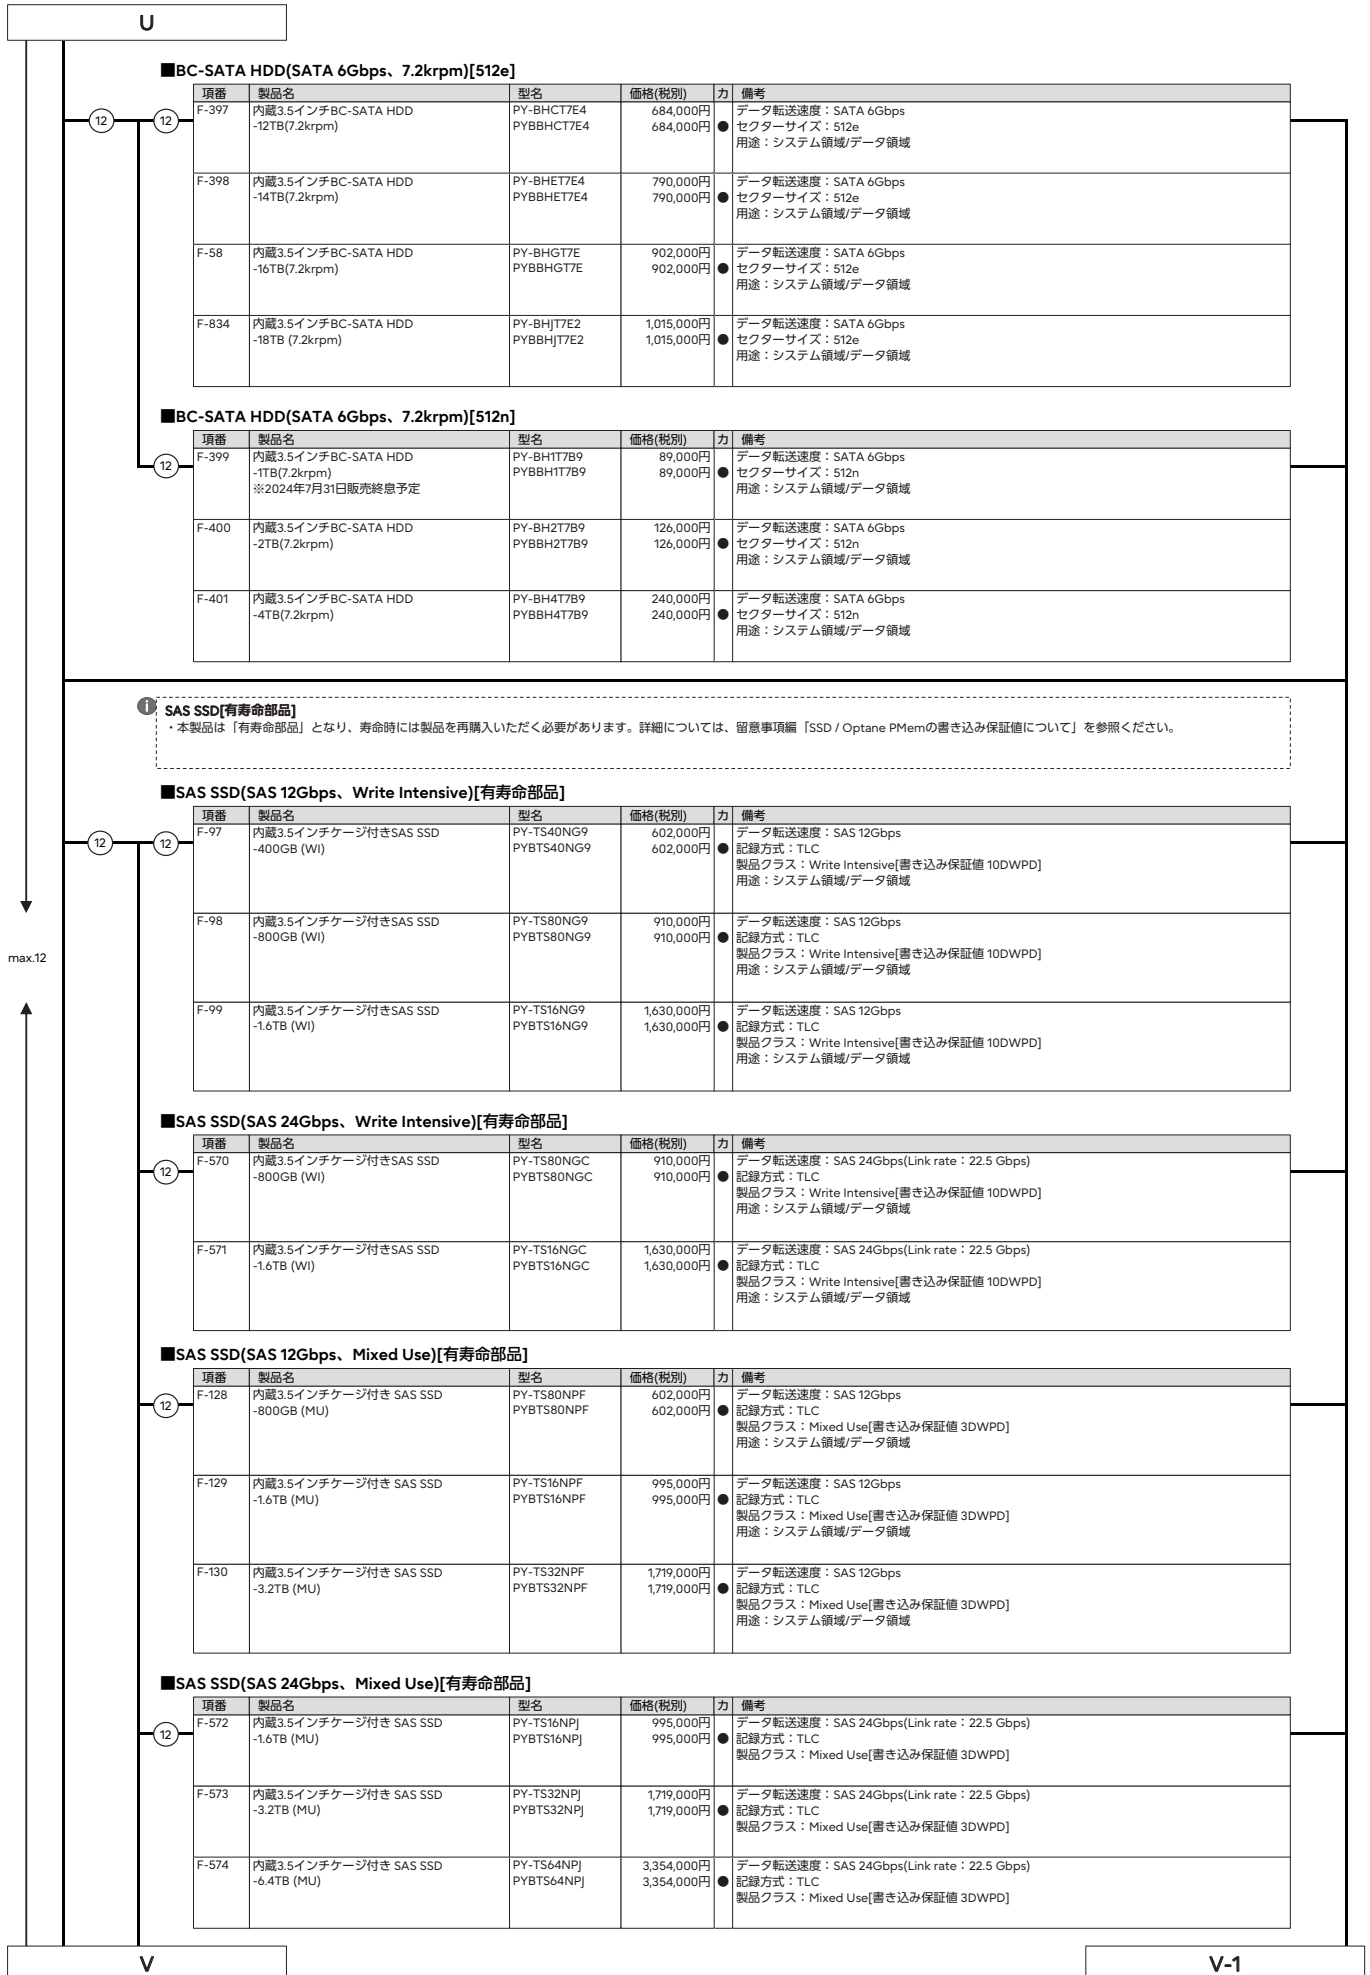 U
■BC-SATA HDD(SATA 6Gbps、7.2krpm)[512e]
項番 製品名 型名 価格(税別) カ 備考
12 12 F-397 内蔵3.5インチBC-SATA HDD PY-BHCT7E4 684,000円 データ転送速度：SATA 6Gbps
-12TB(7.2krpm) PYBBHCT7E4 684,000円 ● セクターサイズ：512e
用途：システム領域/データ領域
F-398 内蔵3.5インチBC-SATA HDD PY-BHET7E4 790,000円 データ転送速度：SATA 6Gbps
-14TB(7.2krpm) PYBBHET7E4 790,000円 ● セクターサイズ：512e
用途：システム領域/データ領域
F-58 内蔵3.5インチBC-SATA HDD PY-BHGT7E 902,000円 データ転送速度：SATA 6Gbps
-16TB(7.2krpm) PYBBHGT7E 902,000円 ● セクターサイズ：512e
用途：システム領域/データ領域
F-834 内蔵3.5インチBC-SATA HDD PY-BHJT7E2 1,015,000円 データ転送速度：SATA 6Gbps
-18TB (7.2krpm) PYBBHJT7E2 1,015,000円 ● セクターサイズ：512e
用途：システム領域/データ領域
■BC-SATA HDD(SATA 6Gbps、7.2krpm)[512n]
項番 製品名 型名 価格(税別) カ 備考
12 F-399 内蔵3.5インチBC-SATA HDD PY-BH1T7B9 89,000円 データ転送速度：SATA 6Gbps
-1TB(7.2krpm) PYBBH1T7B9 89,000円 ● セクターサイズ：512n
※2024年7月31日販売終息予定 用途：システム領域/データ領域
F-400 内蔵3.5インチBC-SATA HDD PY-BH2T7B9 126,000円 データ転送速度：SATA 6Gbps
-2TB(7.2krpm) PYBBH2T7B9 126,000円 ● セクターサイズ：512n
用途：システム領域/データ領域
F-401 内蔵3.5インチBC-SATA HDD PY-BH4T7B9 240,000円 データ転送速度：SATA 6Gbps
-4TB(7.2krpm) PYBBH4T7B9 240,000円 ● セクターサイズ：512n
用途：システム領域/データ領域
i SAS SSD[有寿命部品]
・本製品は「有寿命部品」となり、寿命時には製品を再購入いただく必要があります。詳細については、留意事項編「SSD / Optane PMemの書き込み保証値について」を参照ください。
■SAS SSD(SAS 12Gbps、Write Intensive)[有寿命部品]
項番 製品名 型名 価格(税別) カ 備考
12 12 F-97 内蔵3.5インチケージ付きSAS SSD PY-TS40NG9 602,000円 データ転送速度：SAS 12Gbps
-400GB (WI) PYBTS40NG9 602,000円 ● 記録方式：TLC
製品クラス：Write Intensive[書き込み保証値 10DWPD]
用途：システム領域/データ領域
F-98 内蔵3.5インチケージ付きSAS SSD PY-TS80NG9 910,000円 データ転送速度：SAS 12Gbps
-800GB (WI) PYBTS80NG9 910,000円 ● 記録方式：TLC
製品クラス：Write Intensive[書き込み保証値 10DWPD]
用途：システム領域/データ領域
max.12
F-99 内蔵3.5インチケージ付きSAS SSD PY-TS16NG9 1,630,000円 データ転送速度：SAS 12Gbps
-1.6TB (WI) PYBTS16NG9 1,630,000円 ● 記録方式：TLC
製品クラス：Write Intensive[書き込み保証値 10DWPD]
用途：システム領域/データ領域
■SAS SSD(SAS 24Gbps、Write Intensive)[有寿命部品]
項番 製品名 型名 価格(税別) カ 備考
12 F-570 内蔵3.5インチケージ付きSAS SSD PY-TS80NGC 910,000円 データ転送速度：SAS 24Gbps(Link rate：22.5 Gbps)
-800GB (WI) PYBTS80NGC 910,000円 ● 記録方式：TLC
製品クラス：Write Intensive[書き込み保証値 10DWPD]
用途：システム領域/データ領域
F-571 内蔵3.5インチケージ付きSAS SSD PY-TS16NGC 1,630,000円 データ転送速度：SAS 24Gbps(Link rate：22.5 Gbps)
-1.6TB (WI) PYBTS16NGC 1,630,000円 ● 記録方式：TLC
製品クラス：Write Intensive[書き込み保証値 10DWPD]
用途：システム領域/データ領域
■SAS SSD(SAS 12Gbps、Mixed Use)[有寿命部品]
項番 製品名 型名 価格(税別) カ 備考
12 F-128 内蔵3.5インチケージ付き SAS SSD PY-TS80NPF 602,000円 データ転送速度：SAS 12Gbps
-800GB (MU) PYBTS80NPF 602,000円 ● 記録方式：TLC
製品クラス：Mixed Use[書き込み保証値 3DWPD]
用途：システム領域/データ領域
F-129 内蔵3.5インチケージ付き SAS SSD PY-TS16NPF 995,000円 データ転送速度：SAS 12Gbps
-1.6TB (MU) PYBTS16NPF 995,000円 ● 記録方式：TLC
製品クラス：Mixed Use[書き込み保証値 3DWPD]
用途：システム領域/データ領域
F-130 内蔵3.5インチケージ付き SAS SSD PY-TS32NPF 1,719,000円 データ転送速度：SAS 12Gbps
-3.2TB (MU) PYBTS32NPF 1,719,000円 ● 記録方式：TLC
製品クラス：Mixed Use[書き込み保証値 3DWPD]
用途：システム領域/データ領域
■SAS SSD(SAS 24Gbps、Mixed Use)[有寿命部品]
項番 製品名 型名 価格(税別) カ 備考
12 F-572 内蔵3.5インチケージ付き SAS SSD PY-TS16NPJ 995,000円 データ転送速度：SAS 24Gbps(Link rate：22.5 Gbps)
-1.6TB (MU) PYBTS16NPJ 995,000円 ● 記録方式：TLC
製品クラス：Mixed Use[書き込み保証値 3DWPD]
F-573 内蔵3.5インチケージ付き SAS SSD PY-TS32NPJ 1,719,000円 データ転送速度：SAS 24Gbps(Link rate：22.5 Gbps)
-3.2TB (MU) PYBTS32NPJ 1,719,000円 ● 記録方式：TLC
製品クラス：Mixed Use[書き込み保証値 3DWPD]
F-574 内蔵3.5インチケージ付き SAS SSD PY-TS64NPJ 3,354,000円 データ転送速度：SAS 24Gbps(Link rate：22.5 Gbps)
-6.4TB (MU) PYBTS64NPJ 3,354,000円 ● 記録方式：TLC
製品クラス：Mixed Use[書き込み保証値 3DWPD]
V V-1